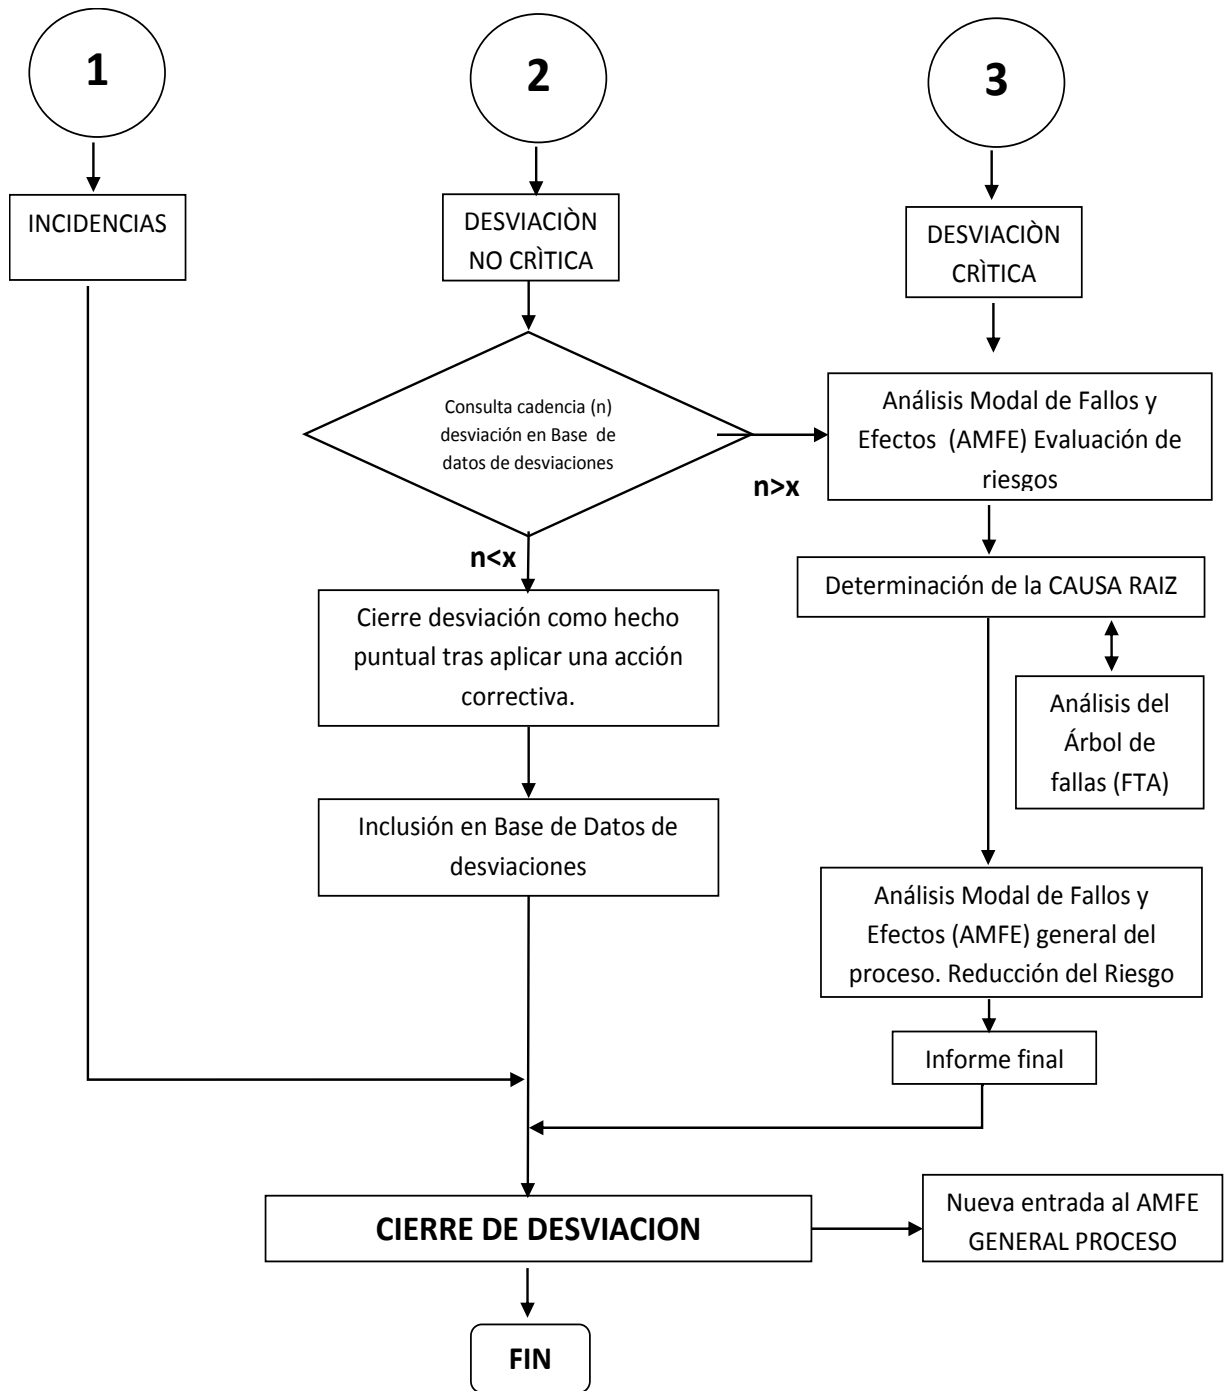 1
2
3
INCIDENCIAS
DESVIACIÒN
NO CRÌTICA
DESVIACIÒN
CRÌTICA
Consulta cadencia (n)
desviación en Base de
datos de desviaciones
n>x
n<x
Análisis Modal de Fallos y
Efectos (AMFE) Evaluación de
riesgos
Determinación de la CAUSA RAIZ
Cierre desviación como hecho
puntual tras aplicar una acción
correctiva.
Análisis del
Árbol de
fallas (FTA)
Inclusión en Base de Datos de
desviaciones
Análisis Modal de Fallos y
Efectos (AMFE) general del
proceso. Reducción del Riesgo
Informe final
CIERRE DE DESVIACION
Nueva entrada al AMFE
GENERAL PROCESO
FIN